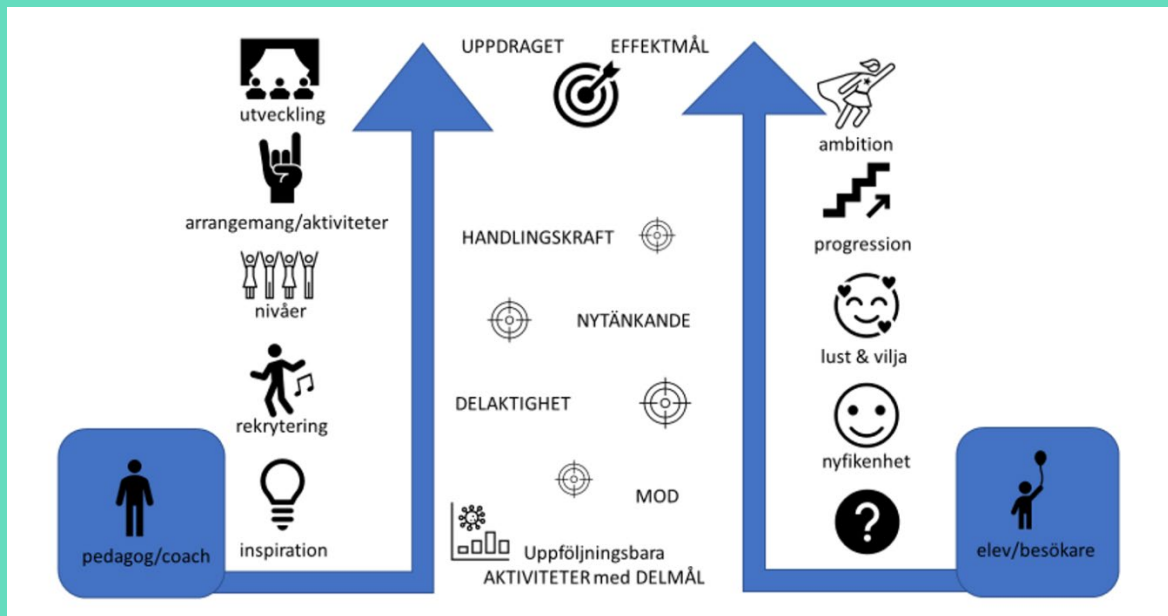 UPPDRAGET
EFFEKTMÅL
utveckling
arrangemang/aktiviteter
nivåer
rekrytering
inspiration
pedagog/coach
HANDLINGSKRAFT
NYTÄNKANDE
DELAKTIGHET
MOD
Uppföljningsbara
AKTIVITETER med DELMÅL
ambition
progression
lust & vilja
nyfikenhet
?
elev/besökare